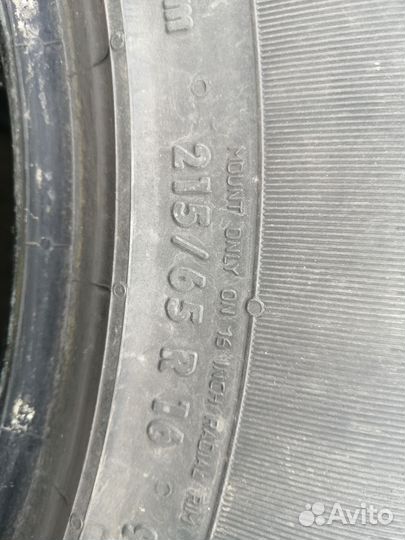 215/65 R 16
MOUNT ONLY ON 16 INCH RADIAL RIM
Avito